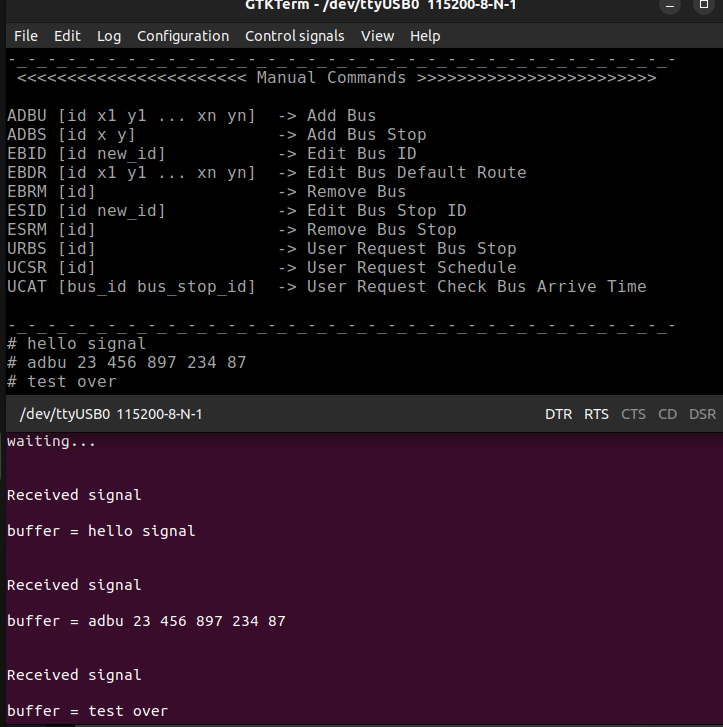 GTKTerm - /dev/ttyUSB0 115200-8-N-1
File Edit Log Configuration Control signals View Help
-_-_-_-_-_-_-_-_-_-_-_-_-_-_-_-_-_-_-_-_-_-_-_-_-_-_-_-_-_-_-_-_-_-
<<<<<<<<<<<<<<<<<<<<<<< Manual Commands >>>>>>>>>>>>>>>>>>>>>>>>
ADBU [id x1 y1 ... xn yn] -> Add Bus
ADBS [id x y] -> Add Bus Stop
EBID [id new_id] -> Edit Bus ID
EBDR [id x1 y1 ... xn yn] -> Edit Bus Default Route
EBRM [id] -> Remove Bus
ESID [id new_id] -> Edit Bus Stop ID
ESRM [id] -> Remove Bus Stop
URBS [id] -> User Request Bus Stop
UCSR [id] -> User Request Schedule
UCAT [bus_id bus_stop_id] -> User Request Check Bus Arrive Time
-_-_-_-_-_-_-_-_-_-_-_-_-_-_-_-_-_-_-_-_-_-_-_-_-_-_-_-_-_-_-_-_-_-
# hello signal
# adbu 23 456 897 234 87
# test over
/dev/ttyUSB0 115200-8-N-1 DTR RTS CTS CD DSR
waiting...
Received signal
buffer = hello signal
Received signal
buffer = adbu 23 456 897 234 87
Received signal
buffer = test over